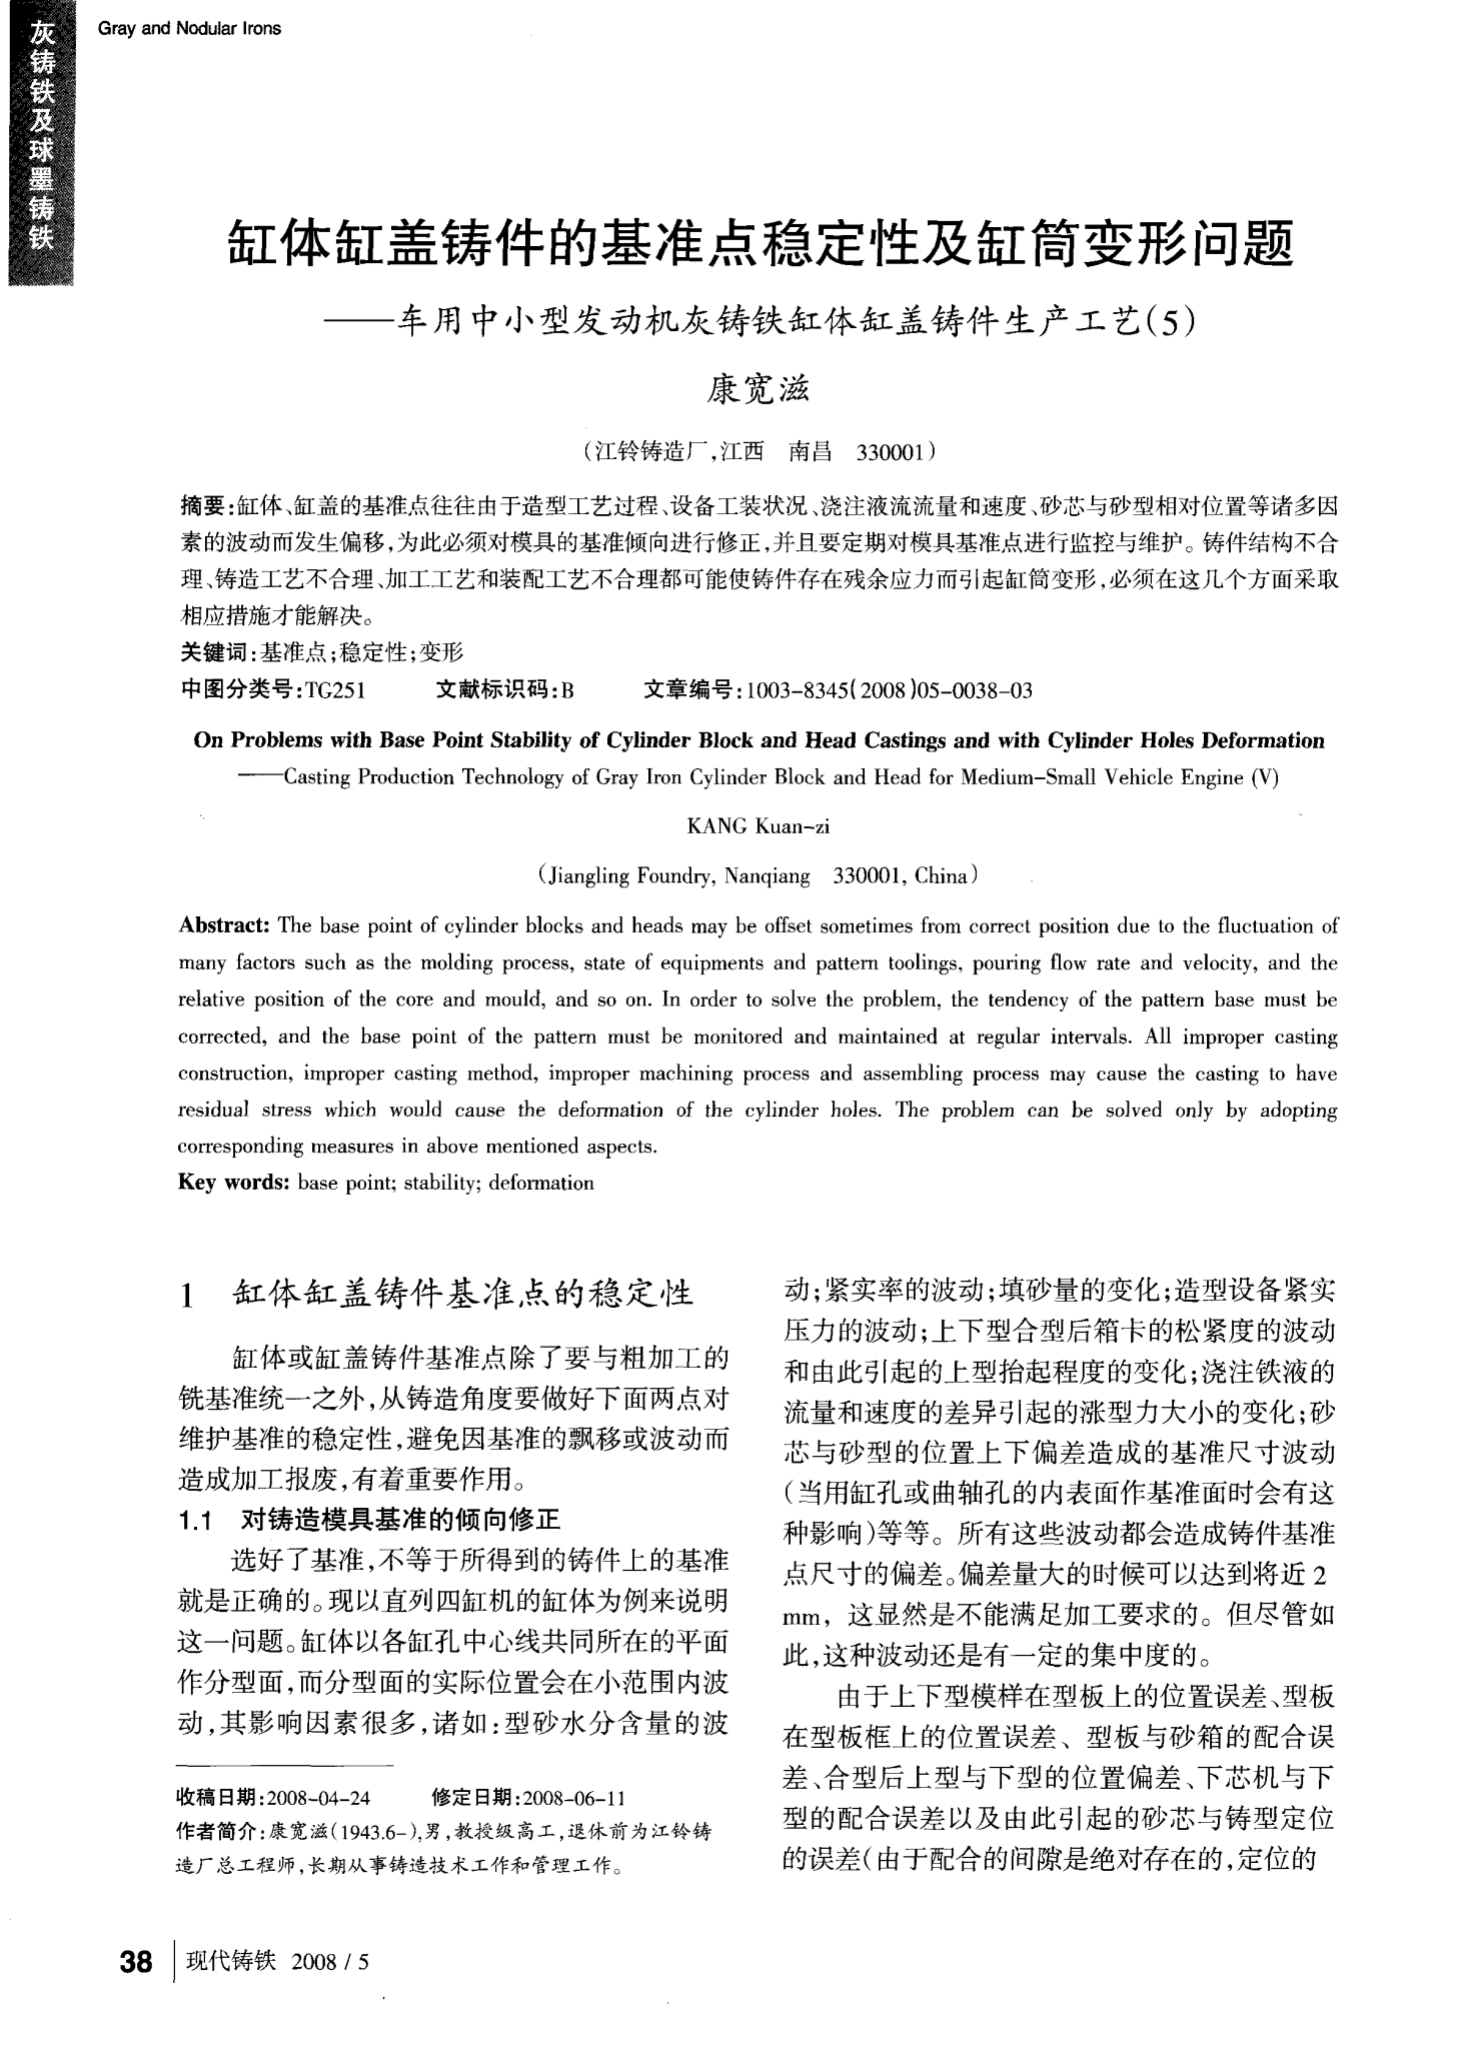 灰铸铁及球墨铸铁
Gray and Nodular Irons
缸体缸盖铸件的基准点稳定性及缸筒变形问题
——车用中小型发动机灰铸铁缸体缸盖铸件生产工艺(5)
康宽滋
(江铃铸造厂,江西 南昌 330001)
摘要:缸体、缸盖的基准点往往由于造型工艺过程、设备工装状况、浇注液流流量和速度、砂芯与砂型相对位置等诸多因
素的波动而发生偏移,为此必须对模具的基准倾向进行修正,并且要定期对模具基准点进行监控与维护。铸件结构不合
理、铸造工艺不合理、加工工艺和装配工艺不合理都可能使铸件存在残余应力而引起缸筒变形,必须在这几个方面采取
相应措施才能解决。
关键词:基准点;稳定性;变形
中图分类号:TG251 文献标识码:B 文章编号:1003-8345(2008)05-0038-03
On Problems with Base Point Stability of Cylinder Block and Head Castings and with Cylinder Holes Deformation
——Casting Production Technology of Gray Iron Cylinder Block and Head for Medium-Small Vehicle Engine (V)
KANG Kuan-zi
(Jiangling Foundry, Nanqiang 330001, China)
Abstract: The base point of cylinder blocks and heads may be offset sometimes from correct position due to the fluctuation of
many factors such as the molding process, state of equipments and pattern toolings, pouring flow rate and velocity, and the
relative position of the core and mould, and so on. In order to solve the problem, the tendency of the pattern base must be
corrected, and the base point of the pattern must be monitored and maintained at regular intervals. All improper casting
construction, improper casting method, improper machining process and assembling process may cause the casting to have
residual stress which would cause the deformation of the cylinder holes. The problem can be solved only by adopting
corresponding measures in above mentioned aspects.
Key words: base point; stability; deformation
1 缸体缸盖铸件基准点的稳定性
缸体或缸盖铸件基准点除了要与粗加工的
铣基准统一之外,从铸造角度要做好下面两点对
维护基准的稳定性,避免因基准的飘移或波动而
造成加工报废,有着重要作用。
1.1 对铸造模具基准的倾向修正
选好了基准,不等于所得到的铸件上的基准
就是正确的。现以直列四缸机的缸体为例来说明
这一问题。缸体以各缸孔中心线共同所在的平面
作分型面,而分型面的实际位置会在小范围内波
动,其影响因素很多,诸如:型砂水分含量的波
收稿日期:2008-04-24 修定日期:2008-06-11
作者简介:康宽滋(1943.6-),男,教授级高工,退休前为江铃铸
造厂总工程师,长期从事铸造技术工作和管理工作。
动;紧实率的波动;填砂量的变化;造型设备紧实
压力的波动;上下型合型后箱卡的松紧度的波动
和由此引起的上型抬起程度的变化;浇注铁液的
流量和速度的差异引起的涨型力大小的变化;砂
芯与砂型的位置上下偏差造成的基准尺寸波动
(当用缸孔或曲轴孔的内表面作基准面时会有这
种影响)等等。所有这些波动都会造成铸件基准
点尺寸的偏差。偏差量大的时候可以达到将近 2
mm，这显然是不能满足加工要求的。但尽管如
此,这种波动还是有一定的集中度的。
由于上下型模样在型板上的位置误差、型板
在型板框上的位置误差、型板与砂箱的配合误
差、合型后上型与下型的位置偏差、下芯机与下
型的配合误差以及由此引起的砂芯与铸型定位
的误差(由于配合的间隙是绝对存在的,定位的
38 现代铸铁 2008 / 5